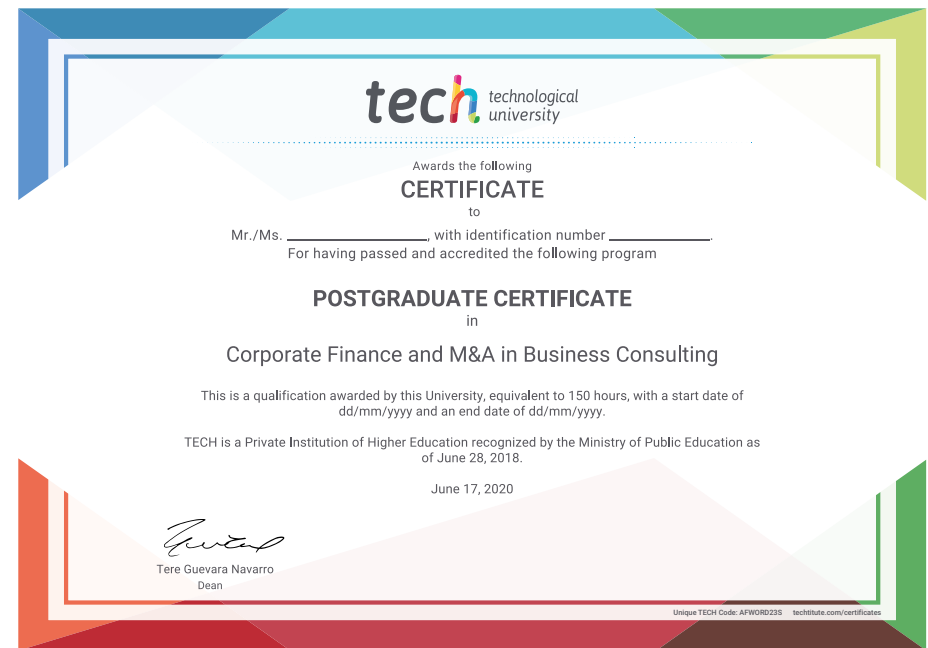 tech technological
university
Awards the following
CERTIFICATE
to
Mr./Ms. ____________, with identification number ____________.
For having passed and accredited the following program
POSTGRADUATE CERTIFICATE
in
Corporate Finance and M&A in Business Consulting
This is a qualification awarded by this University, equivalent to 150 hours, with a start date of
dd/mm/yyyy and an end date of dd/mm/yyyy.
TECH is a Private Institution of Higher Education recognized by the Ministry of Public Education as
of June 28, 2018.
June 17, 2020
Tere Guevara Navarro
Dean
Unique TECH Code: AFWORD23S techtitute.com/certificates